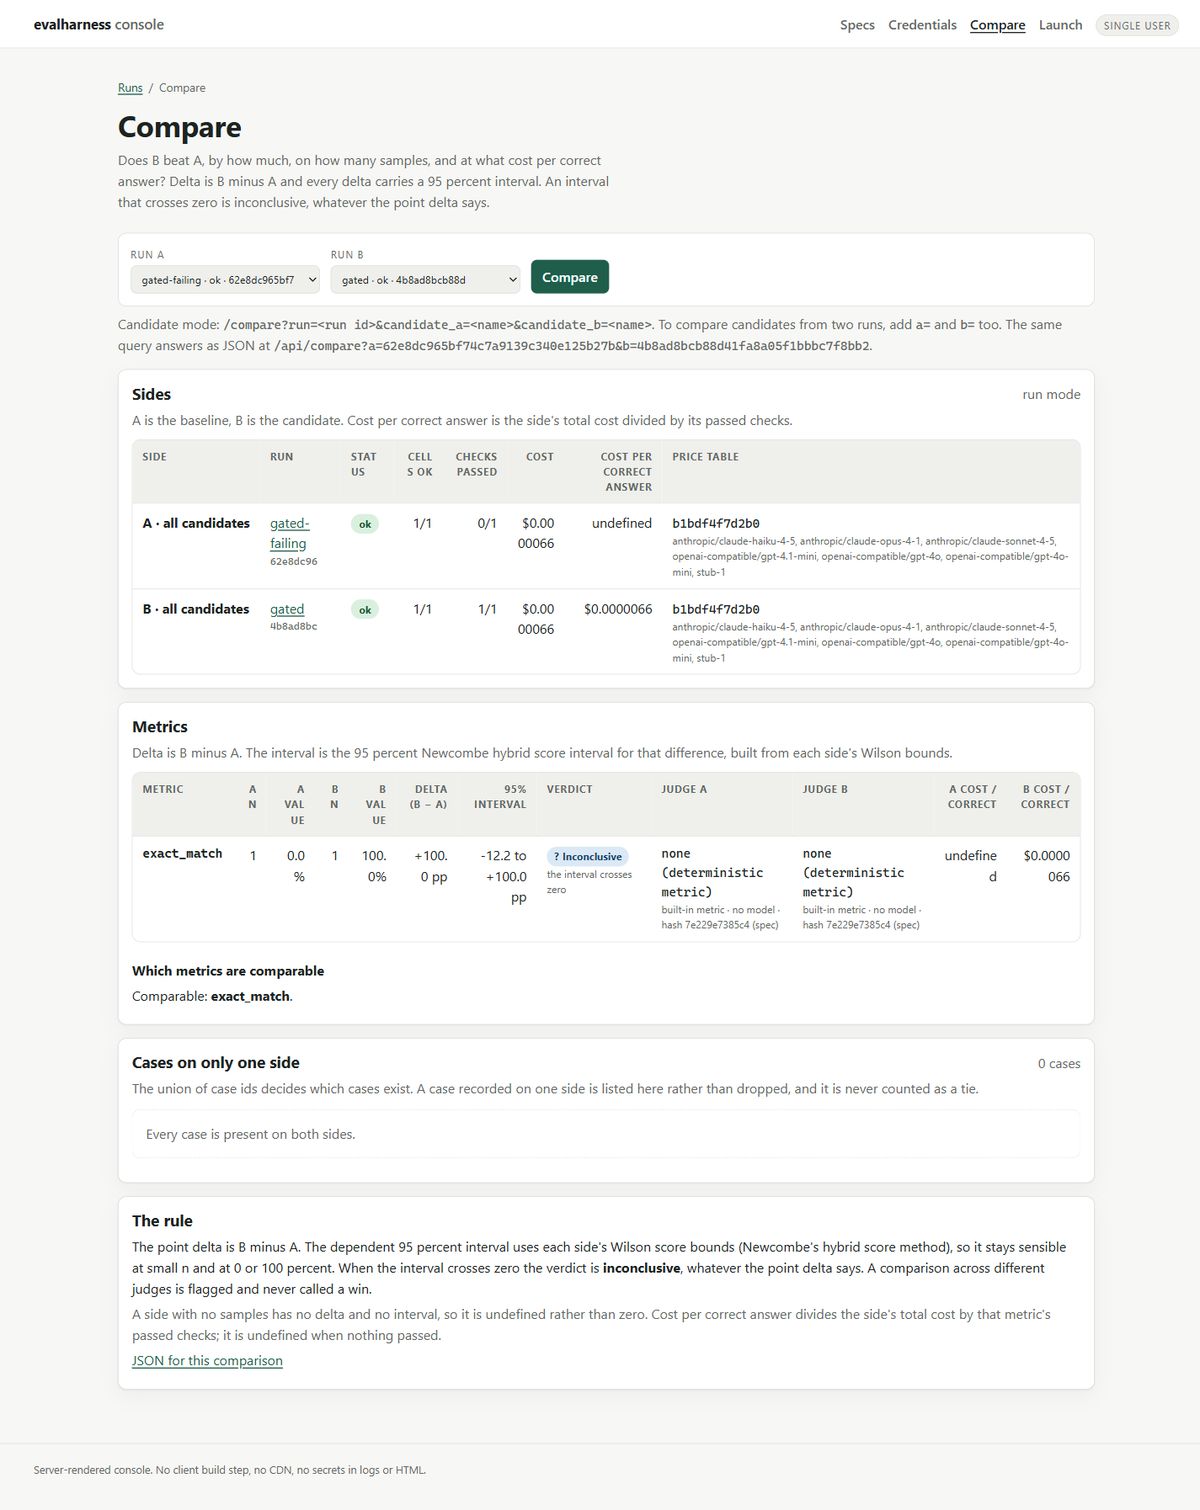 evalharness console
Specs Credentials Compare Launch SINGLE USER
Runs / Compare
Compare
Does B beat A, by how much, on how many samples, and at what cost per correct
answer? Delta is B minus A and every delta carries a 95 percent interval. An interval
that crosses zero is inconclusive, whatever the point delta says.
RUN A RUN B
gated-failing · ok · 62e8dc965bf7 gated · ok · 4b8ad8bcb88d Compare
Candidate mode: /compare?run=<run id>&candidate_a=<name>&candidate_b=<name>. To compare candidates from two runs, add a= and b= too. The same
query answers as JSON at /api/compare?a=62e8dc965bf74c7a9139c340e125b27b&b=4b8ad8bcb88d41fa8a05f1bbbc7f8bb2.
Sides run mode
A is the baseline, B is the candidate. Cost per correct answer is the side's total cost divided by its passed checks.
SIDE RUN STAT CELL CHECKS COST COST PER PRICE TABLE
US S OK PASSED CORRECT
ANSWER
A · all candidates gated- ok 1/1 0/1 $0.00 undefined b1bdf4f7d2b0
failing 00066 anthropic/claude-haiku-4-5, anthropic/claude-opus-4-1, anthropic/claude-sonnet-4-5,
62e8dc96 openai-compatible/gpt-4.1-mini, openai-compatible/gpt-4o, openai-compatible/gpt-4o-
mini, stub-1
B · all candidates gated ok 1/1 1/1 $0.00 $0.0000066 b1bdf4f7d2b0
4b8ad8bc 00066 anthropic/claude-haiku-4-5, anthropic/claude-opus-4-1, anthropic/claude-sonnet-4-5,
openai-compatible/gpt-4.1-mini, openai-compatible/gpt-4o, openai-compatible/gpt-4o-
mini, stub-1
Metrics
Delta is B minus A. The interval is the 95 percent Newcombe hybrid score interval for that difference, built from each side's Wilson bounds.
METRIC A A B B DELTA 95% VERDICT JUDGE A JUDGE B A COST / B COST /
N VAL N VAL (B − A) INTERVAL CORRECT CORRECT
UE UE
exact_match 1 0.0 1 100. +100. -12.2 to ? Inconclusive none none undefine $0.0000
% 0% 0 pp +100.0 the interval crosses (deterministic (deterministic d 066
pp zero metric) metric)
built-in metric · no model · built-in metric · no model ·
hash 7e229e7385c4 (spec) hash 7e229e7385c4 (spec)
Which metrics are comparable
Comparable: exact_match.
Cases on only one side 0 cases
The union of case ids decides which cases exist. A case recorded on one side is listed here rather than dropped, and it is never counted as a tie.
Every case is present on both sides.
The rule
The point delta is B minus A. The dependent 95 percent interval uses each side's Wilson score bounds (Newcombe's hybrid score method), so it stays sensible
at small n and at 0 or 100 percent. When the interval crosses zero the verdict is inconclusive, whatever the point delta says. A comparison across different
judges is flagged and never called a win.
A side with no samples has no delta and no interval, so it is undefined rather than zero. Cost per correct answer divides the side's total cost by that metric's
passed checks; it is undefined when nothing passed.
JSON for this comparison
Server-rendered console. No client build step, no CDN, no secrets in logs or HTML.